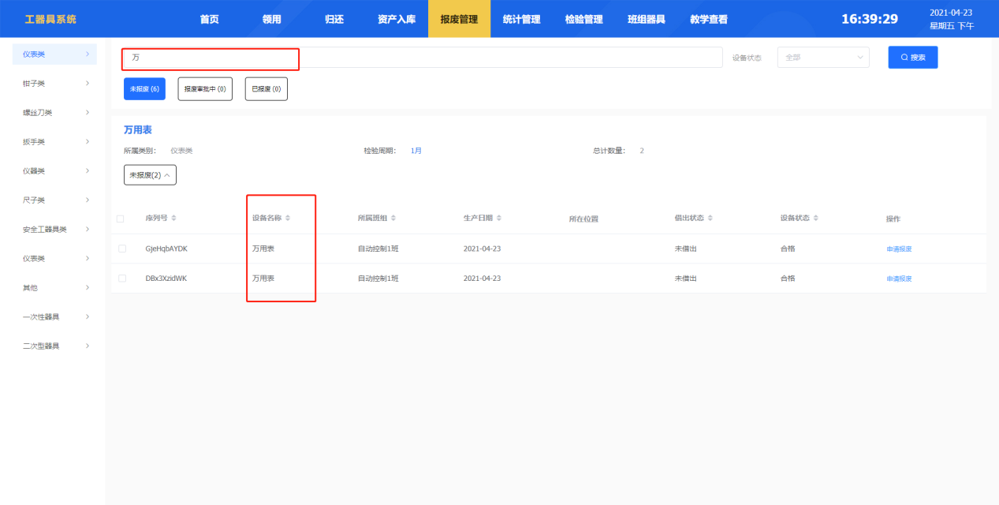 工器具系统 首页 领用 归还 资产入库 报废管理 统计管理 检验管理 班组器具 教学查看 16:39:29 2021-04-23
星期五 下午
仪表类
钳子类
螺丝刀类
扳手类
仪器类
尺子类
安全工器具类
仪表类
其他
一次性器具
二次型器具
万 设备状态 全部 搜索
未报废 (6) 报废审批中 (0) 已报废 (0)
万用表
所属类别: 仪表类 检验周期: 1月 总计数量: 2
未报废(2)
序列号 设备名称 所属班组 生产日期 所在位置 借出状态 设备状态 操作
GjeHqbAYDK 万用表 自动控制1班 2021-04-23 未借出 合格 申请报废
DBx3XzidWK 万用表 自动控制1班 2021-04-23 未借出 合格 申请报废